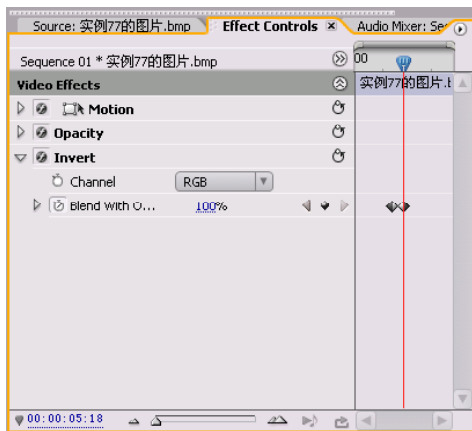 Source: 实例77的图片.bmp Effect Controls Audio Mixer: Se
Sequence 01 * 实例77的图片.bmp 00
Video Effects 实例77的图片.
Motion
Opacity
Invert
Channel RGB
Blend With O... 100%
00:00:05:18